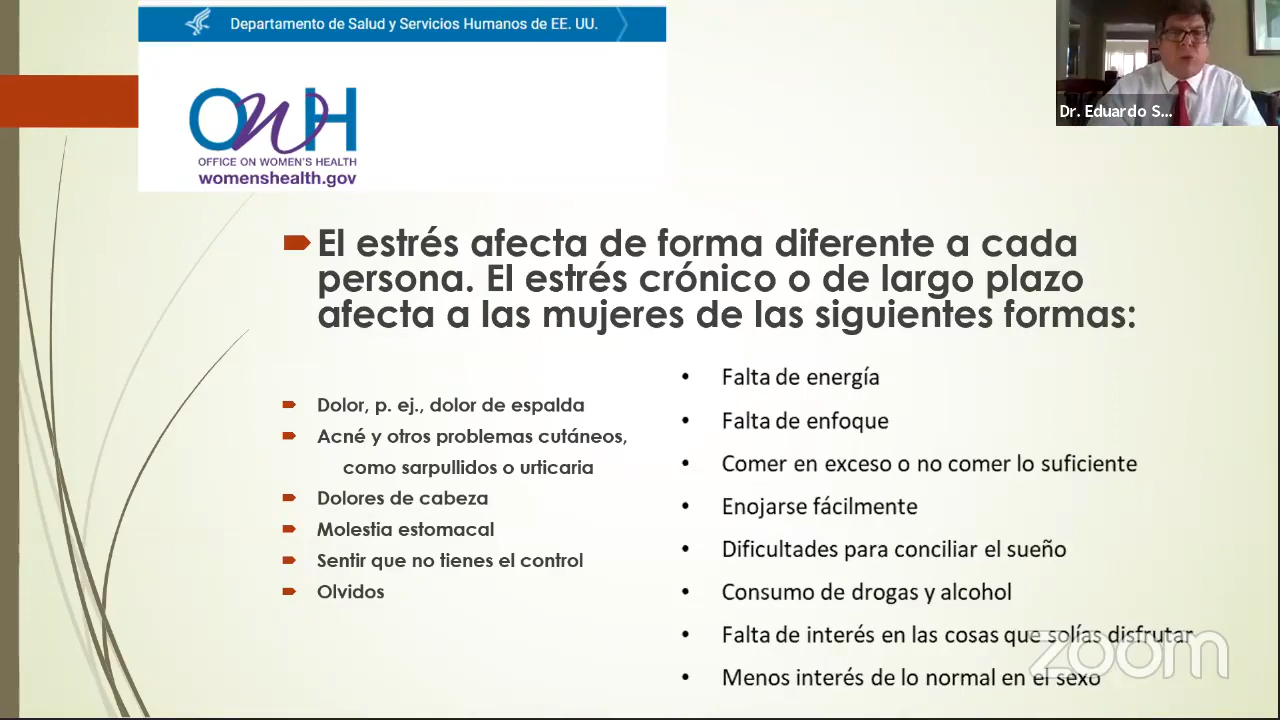 Departamento de Salud y Servicios Humanos de EE. UU.
OWH
OFFICE ON WOMEN'S HEALTH
womenshealth.gov
Dr. Eduardo S...
El estrés afecta de forma diferente a cada
persona. El estrés crónico o de largo plazo
afecta a las mujeres de las siguientes formas:
Dolor, p. ej., dolor de espalda
Acné y otros problemas cutáneos,
como sarpullidos o urticaria
Dolores de cabeza
Molestia estomacal
Sentir que no tienes el control
Olvidos
• Falta de energía
• Falta de enfoque
• Comer en exceso o no comer lo suficiente
• Enojarse fácilmente
• Dificultades para conciliar el sueño
• Consumo de drogas y alcohol
• Falta de interés en las cosas que solías disfrutar
• Menos interés de lo normal en el sexo
zoom